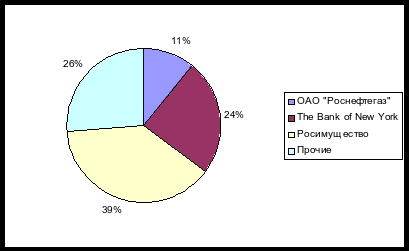 11%
26%
24%
39%
ОАО "Роснефтегаз"
The Bank of New York
Росимущество
Прочие